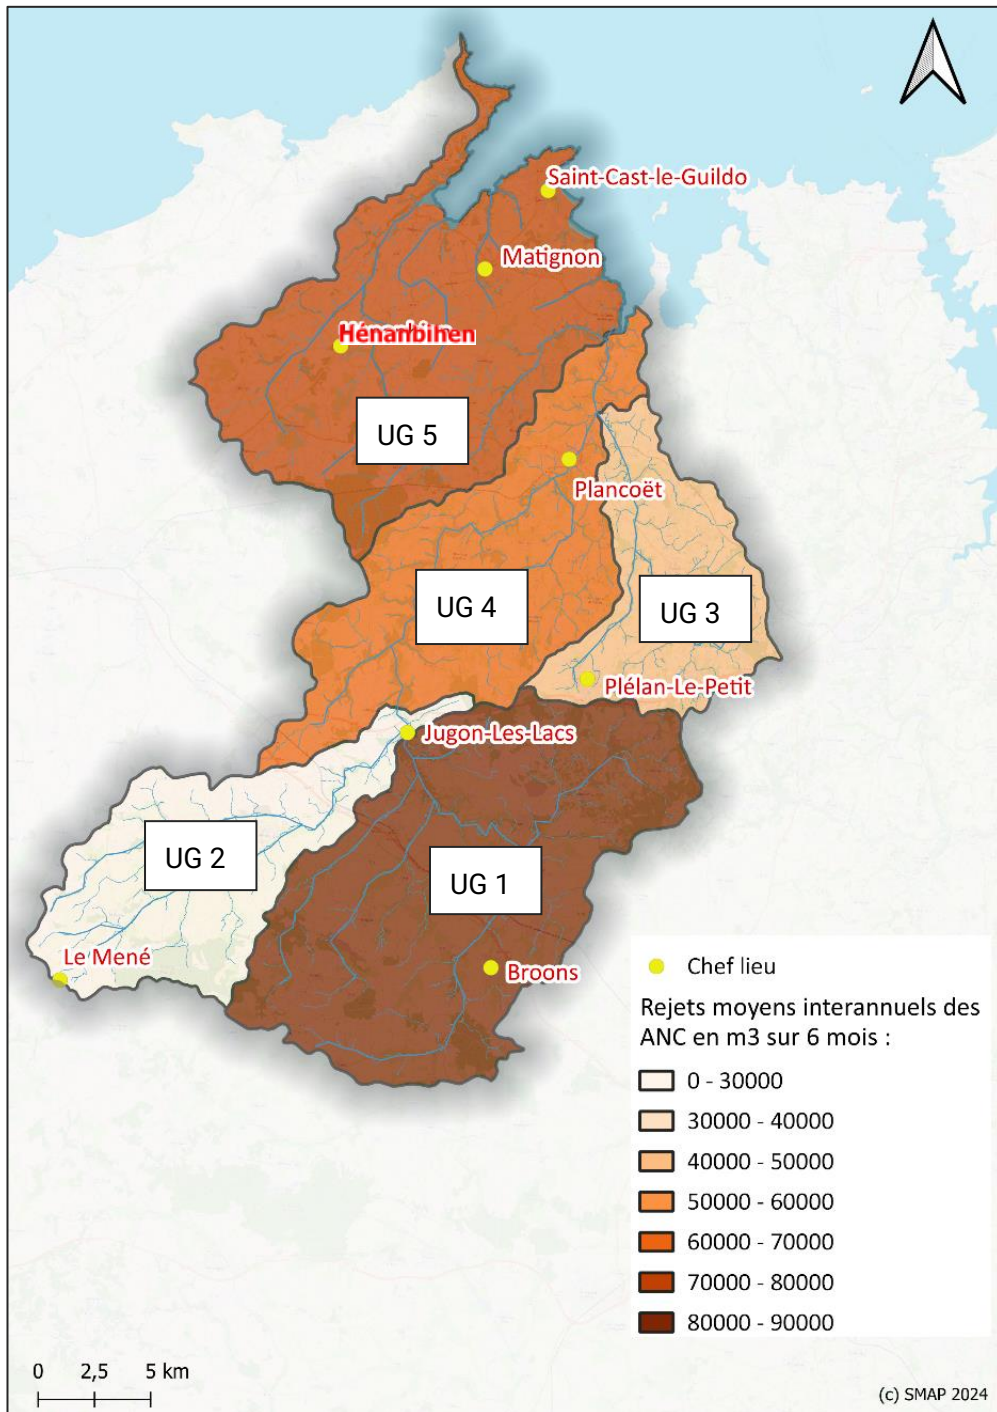 Saint-Cast-le-Guildo
Matignon
Hénanbihen
UG 5
Plancoët
UG 4
UG 3
Plélan-Le-Petit
Jugon-Les-Lacs
UG 2
UG 1
Le Mené
Broons
Chef lieu
Rejets moyens interannuels des
ANC en m3 sur 6 mois :
0 - 30000
30000 - 40000
40000 - 50000
50000 - 60000
60000 - 70000
70000 - 80000
80000 - 90000
0 2,5 5 km
(c) SMAP 2024